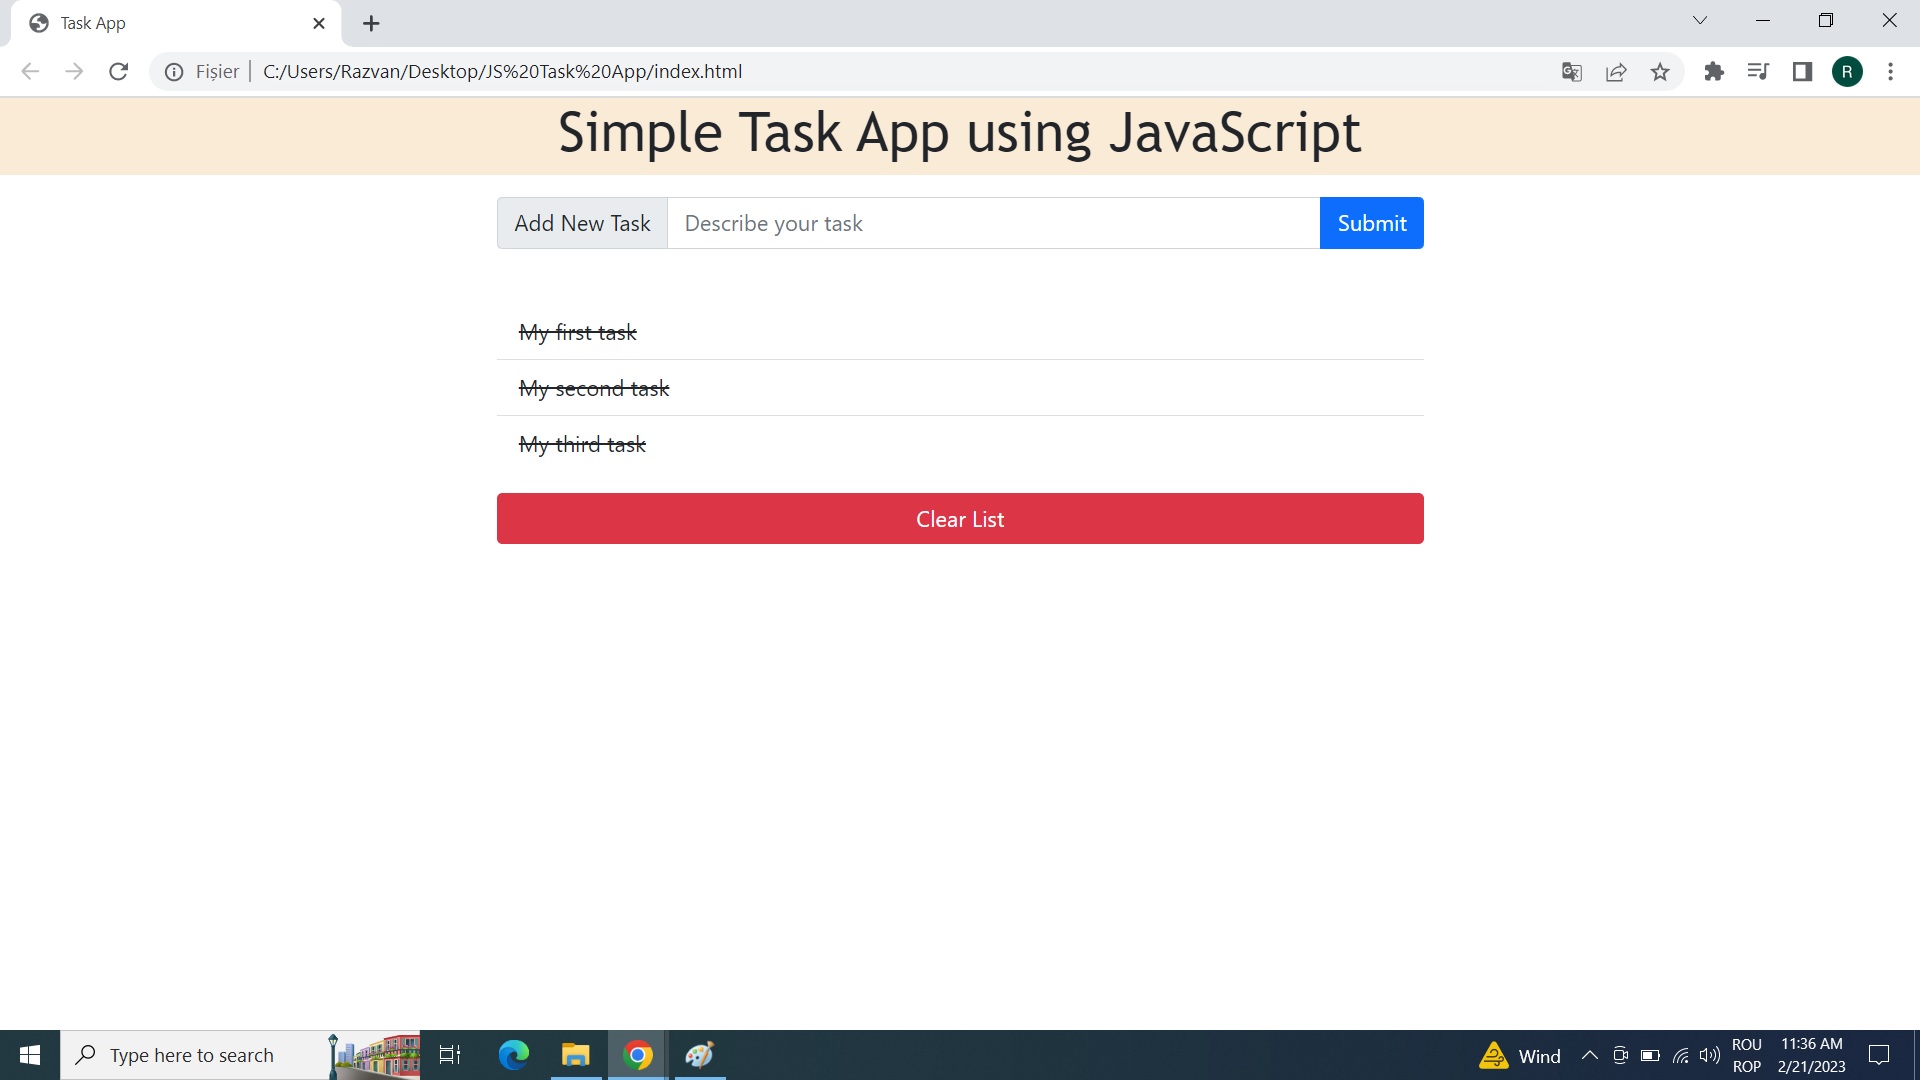 Task App
Fișier
C:/Users/Razvan/Desktop/JS%20Task%20App/index.html
R
Simple Task App using JavaScript
Add New Task
Describe your task
Submit
My first task
My second task
My third task
Clear List
Type here to search
Wind
ROU
ROP
11:36 AM
2/21/2023